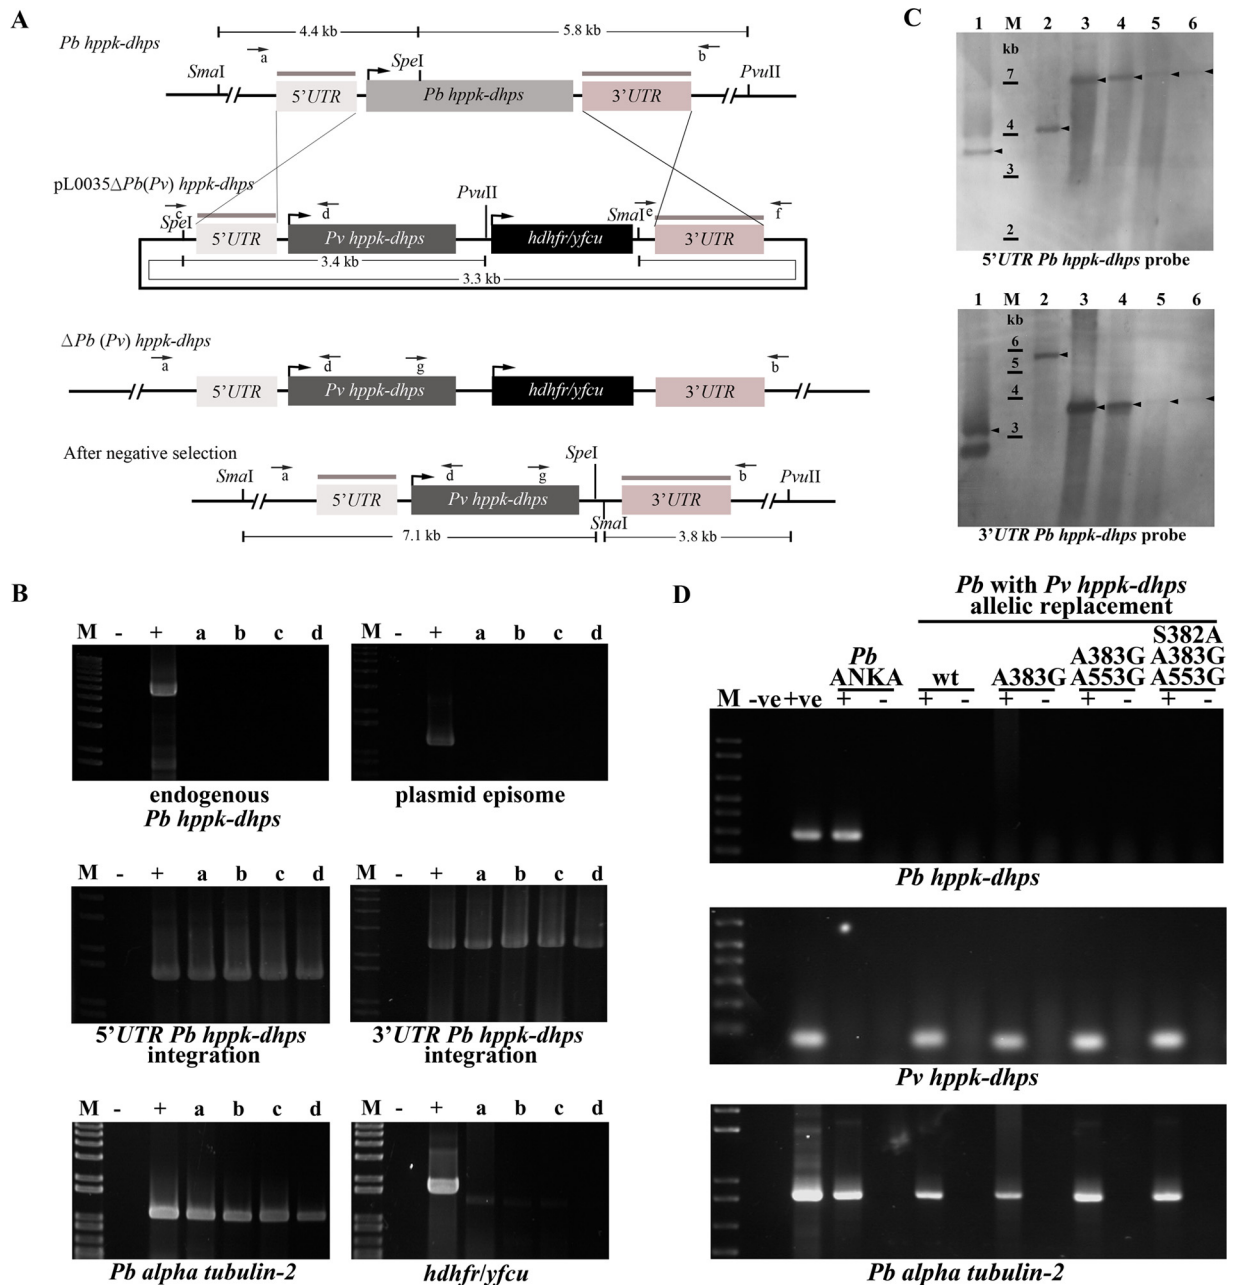 A
4.4 kb 5.8 kb
Pb hppk-dhps
a b
SmaI SpeI PvuII
5’UTR Pb hppk-dhps 3’UTR
pL0035ΔPb(Pv) hppk-dhps
PvuII
c d e f
SpeI SmaI
5’UTR Pv hppk-dhps hdhfr/yfcu 3’UTR
3.4 kb
3.3 kb
ΔPb (Pv) hppk-dhps
a d g b
5’UTR Pv hppk-dhps hdhfr/yfcu 3’UTR
After negative selection
SpeI
SmaI a d g b PvuII
5’UTR Pv hppk-dhps 3’UTR
SmaI
7.1 kb 3.8 kb
B
M - + a b c d
endogenous
Pb hppk-dhps
M - + a b c d
plasmid episome
M - + a b c d
5’UTR Pb hppk-dhps
integration
M - + a b c d
3’UTR Pb hppk-dhps
integration
M - + a b c d
Pb alpha tubulin-2
M - + a b c d
hdhfr/yfcu
C
1 M 2 3 4 5 6
kb
7
4
3
2
5’UTR Pb hppk-dhps probe
1 M 2 3 4 5 6
kb
6
5
4
3
3’UTR Pb hppk-dhps probe
D
Pb with Pv hppk-dhps
allelic replacement
S382A
Pb A383G A383G
ANKA wt A383G A553G A553G
M -ve +ve + - + - + - + - + -
Pb hppk-dhps
Pv hppk-dhps
Pb alpha tubulin-2